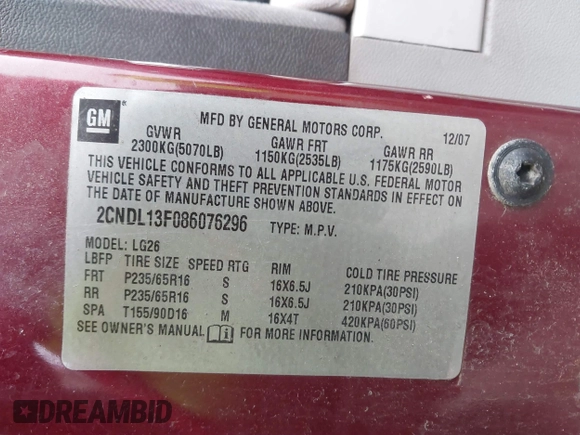 GM
MFD BY GENERAL MOTORS CORP. 12/07
GVWR GAWR FRT GAWR RR
2300KG(5070LB) 1150KG(2535LB) 1175KG(2590LB)
THIS VEHICLE CONFORMS TO ALL APPLICABLE U.S. FEDERAL MOTOR
VEHICLE SAFETY AND THEFT PREVENTION STANDARDS IN EFFECT ON
THE DATE OF MANUFACTURE SHOWN ABOVE.
2CNDL13F086076296 TYPE: M.P.V.
MODEL: LG26
LBFP TIRE SIZE SPEED RTG RIM COLD TIRE PRESSURE
FRT P235/65R16 S 16X6.5J 210KPA(30PSI)
RR P235/65R16 S 16X6.5J 210KPA(30PSI)
SPA T155/90D16 M 16X4T 420KPA(60PSI)
SEE OWNER'S MANUAL FOR MORE INFORMATION.
DREAMBID